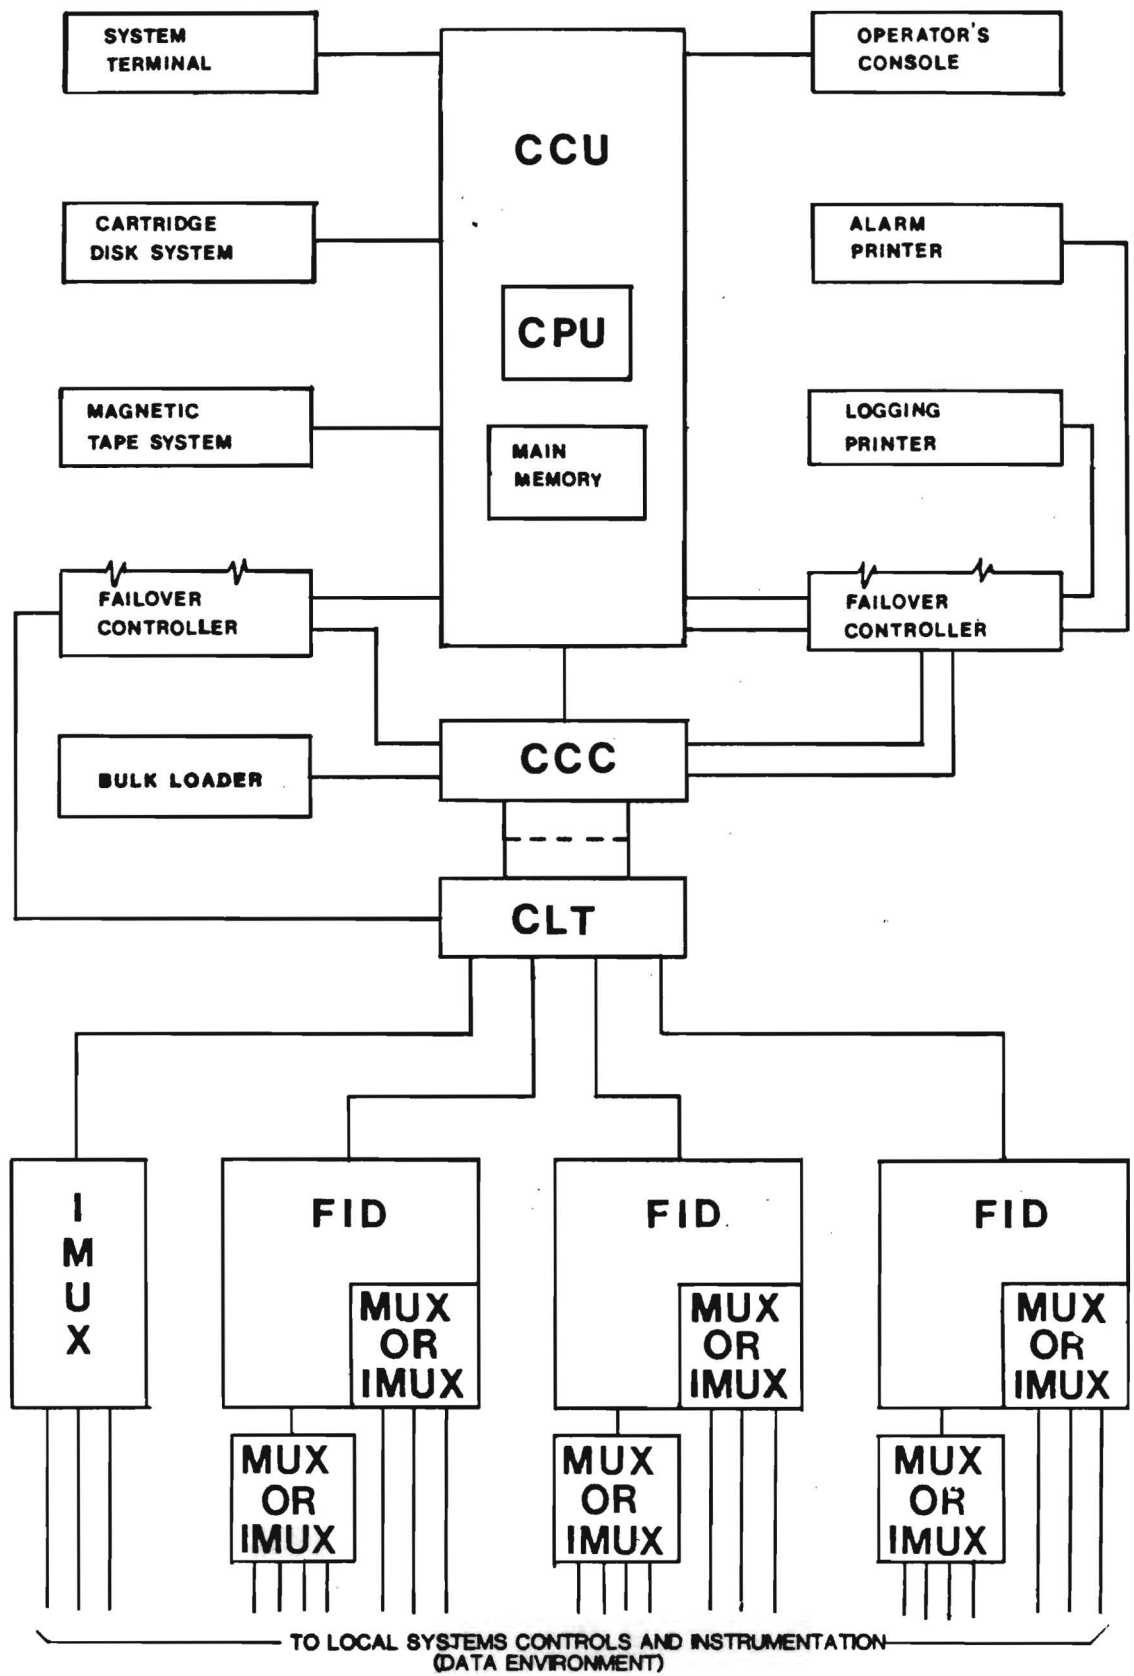 SYSTEM
TERMINAL
OPERATOR'S
CONSOLE
CCU
CARTRIDGE
DISK SYSTEM
ALARM
PRINTER
CPU
MAGNETIC
TAPE SYSTEM
MAIN
MEMORY
LOGGING
PRINTER
FAILOVER
CONTROLLER
FAILOVER
CONTROLLER
CCC
BULK LOADER
CLT
I
M
U
X
FID
MUX
OR
IMUX
MUX
OR
IMUX
FID
MUX
OR
IMUX
MUX
OR
IMUX
FID
MUX
OR
IMUX
MUX
OR
IMUX
TO LOCAL SYSTEMS CONTROLS AND INSTRUMENTATION
(DATA ENVIRONMENT)